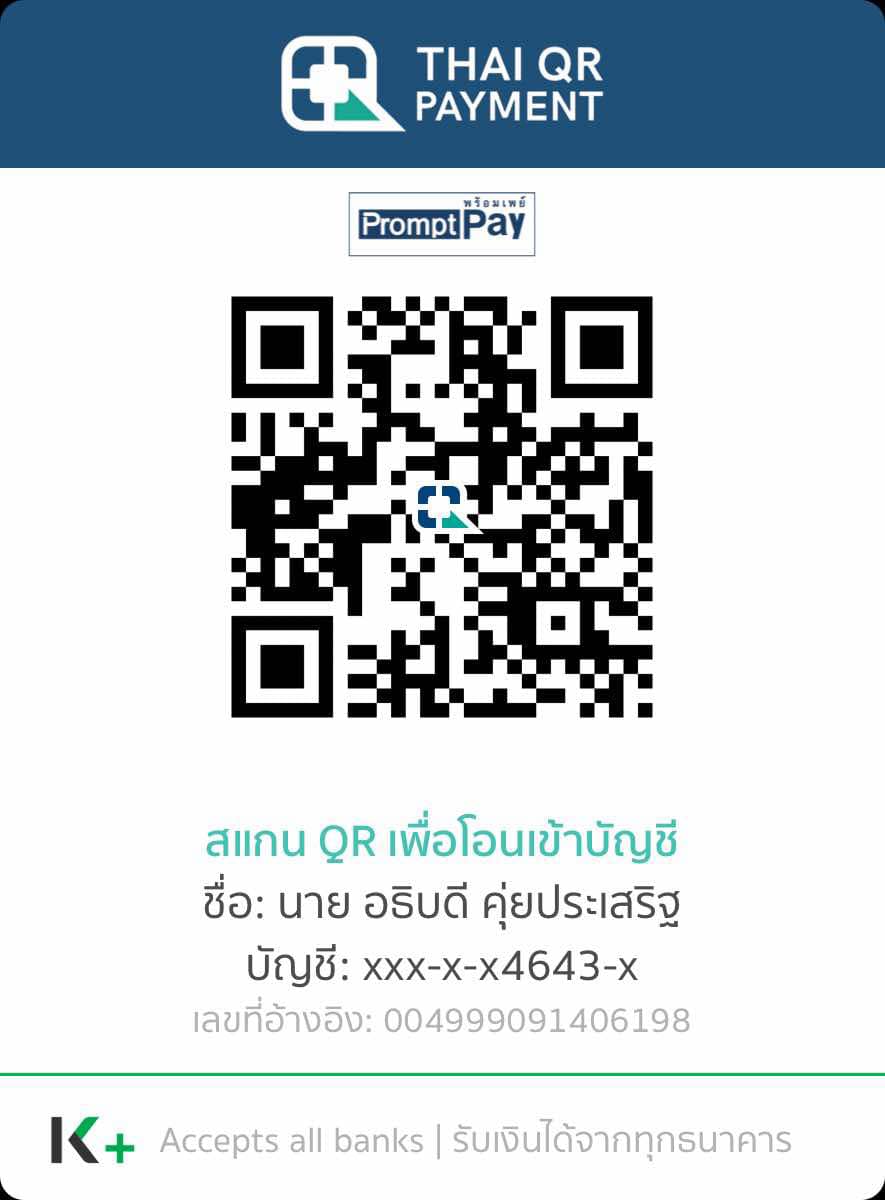 THAI QR
PAYMENT
พร้อมเพย์
PromptPay
สแกน QR เพื่อโอนเข้าบัญชี
ชื่อ: นาย อธิบดี คุ่ยประเสริฐ
บัญชี: xxx-x-x4643-x
เลขที่อ้างอิง: 004999091406198
K+ Accepts all banks | รับเงินได้จากทุกธนาคาร